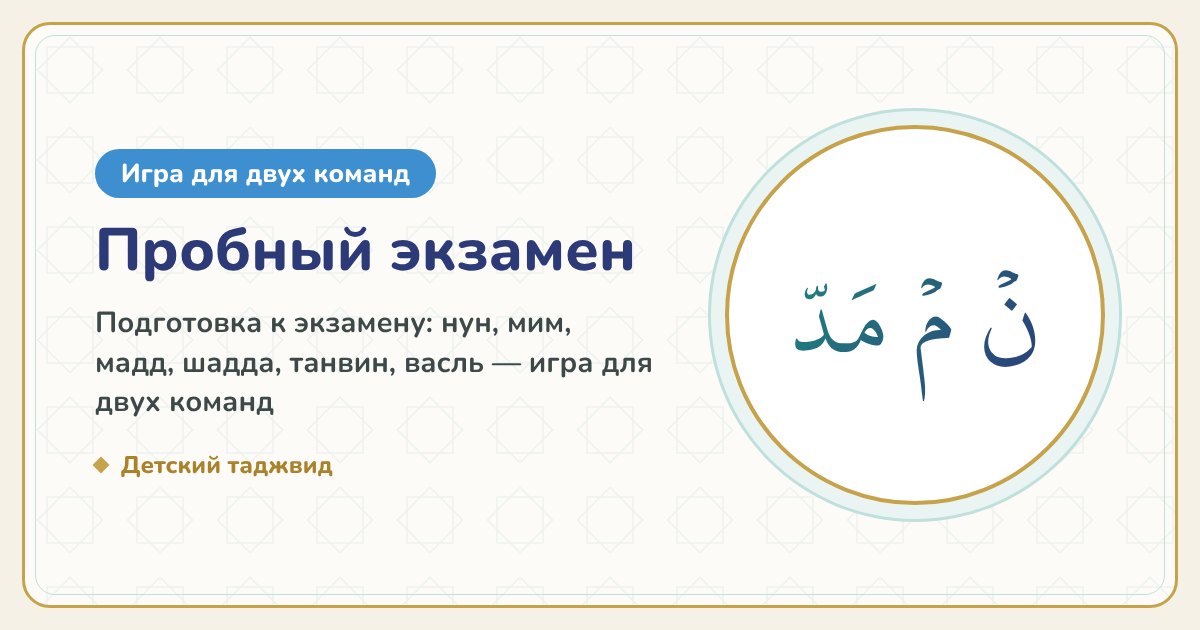 Игра для двух команд
Пробный экзамен
Подготовка к экзамену: нун, мим,
мадд, шадда, танвин, васль — игра для
двух команд
Детский таджвид
نۡ مۡ مَدّ